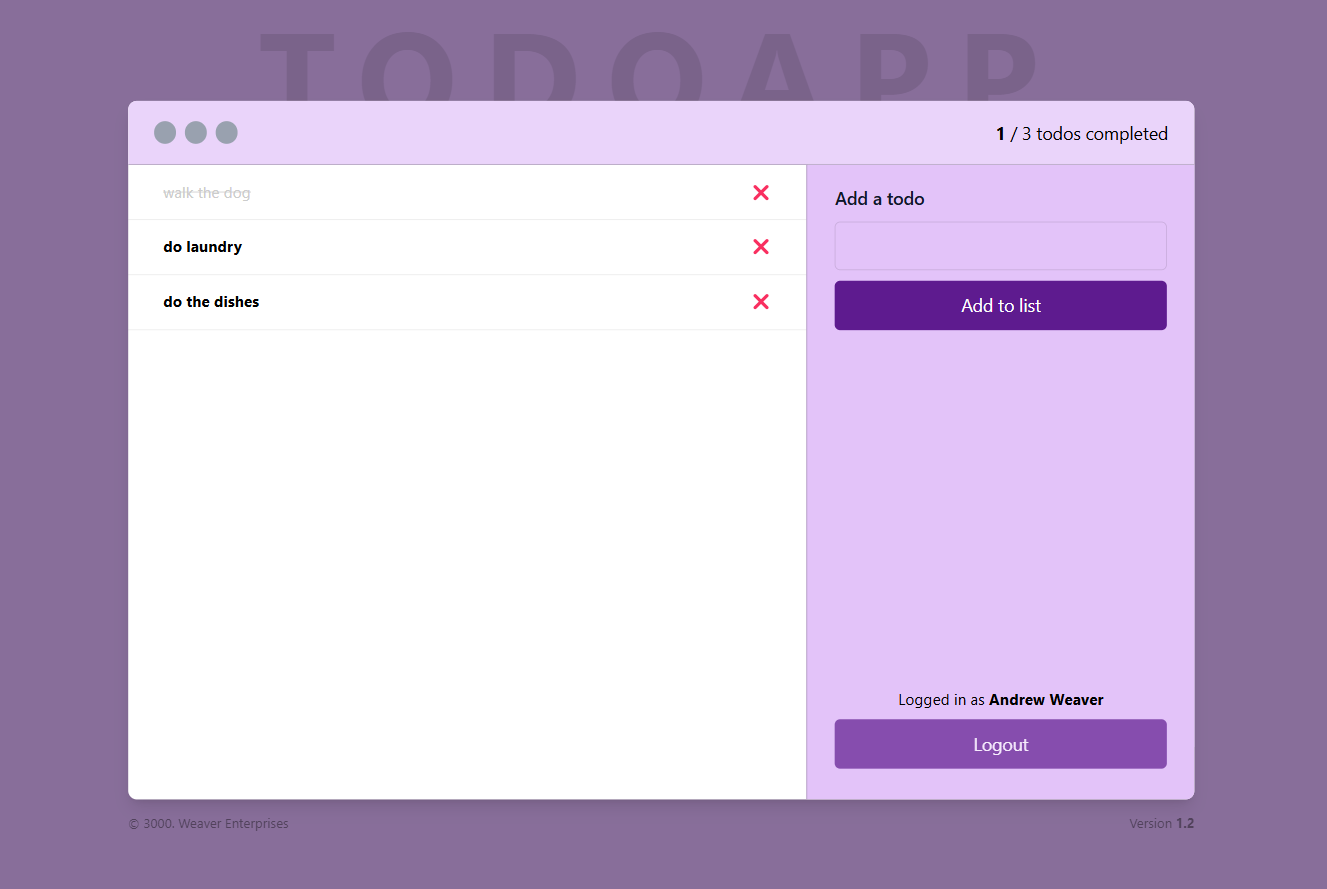 TODOAPP
1 / 3 todos completed
walk the dog
do laundry
do the dishes
Add a todo
Add to list
Logged in as Andrew Weaver
Logout
© 3000. Weaver Enterprises
Version 1.2